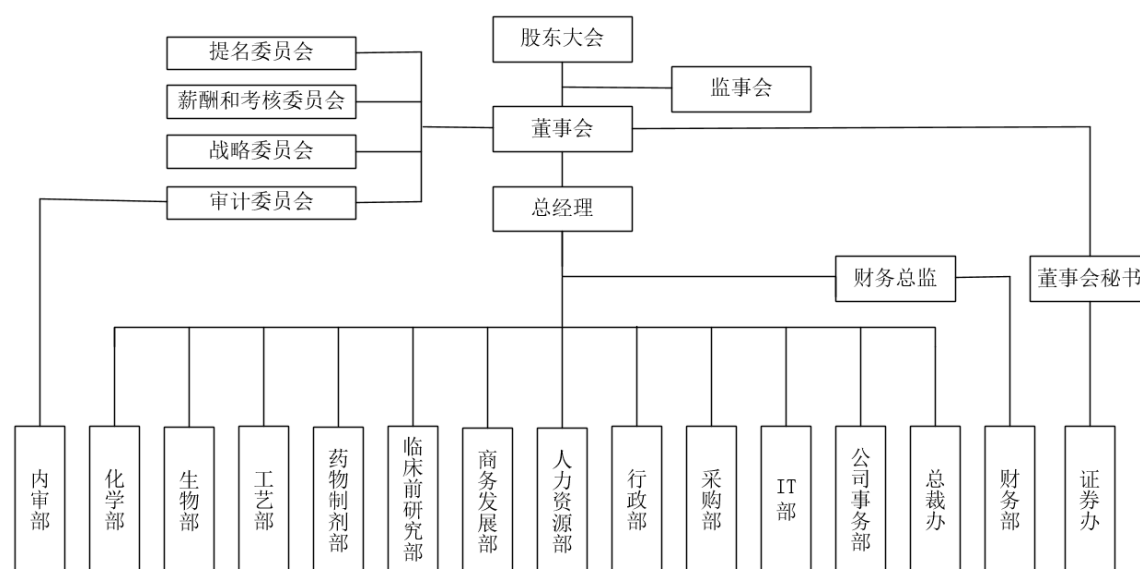 股东大会
提名委员会
监事会
薪酬和考核委员会
董事会
战略委员会
审计委员会
总经理
财务总监
董事会秘书
内审部
化学部
生物部
工艺部
药物制剂部
临床前研究部
商务发展部
人力资源部
行政部
采购部
IT部
公司事务部
总裁办
财务部
证券办